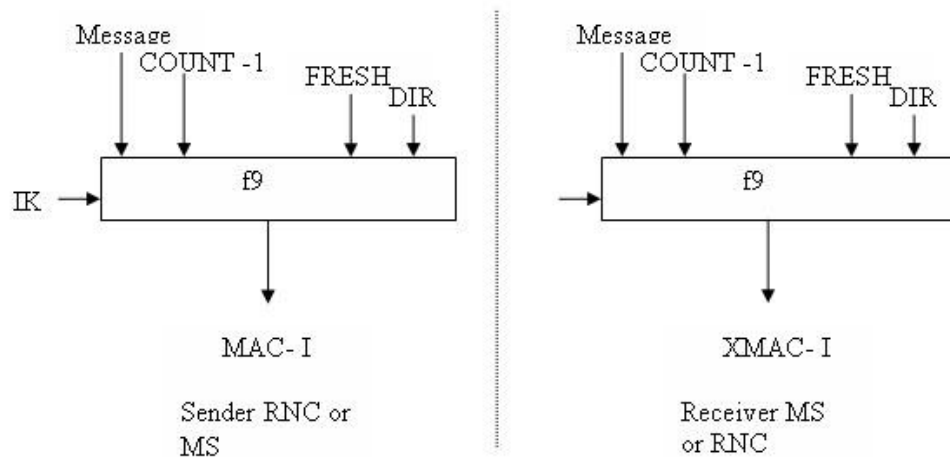 Message
COUNT -1
FRESH
DIR
IK
f9
MAC- I
Sender RNC or
MS
Message
COUNT -1
FRESH
DIR
f9
XMAC- I
Receiver MS
or RNC